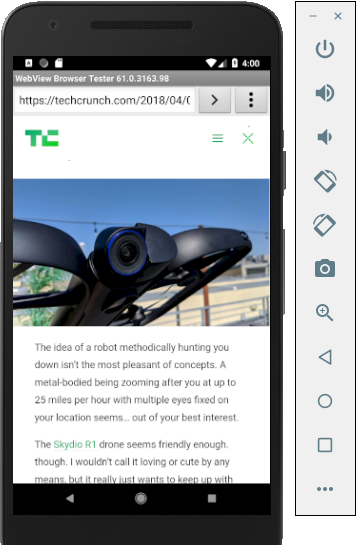 4:00
WebView Browser Tester 61.0.3163.98
https://techcrunch.com/2018/04/0
TC
The idea of a robot methodically hunting you
down isn't the most pleasant of concepts. A
metal-bodied being zooming after you at up to
25 miles per hour with multiple eyes fixed on
your location seems… out of your best interest.
The Skydio R1 drone seems friendly enough.
though. I wouldn't call it loving or cute by any
means, but it really just wants to keep up with